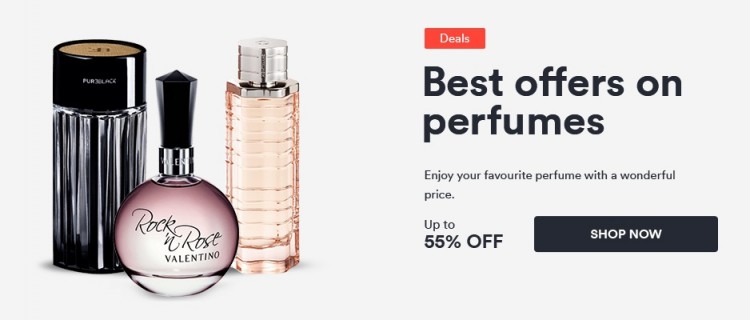 Deals
Best offers on
perfumes
Enjoy your favourite perfume with a wonderful
price.
Up to
55% OFF
SHOP NOW
PUREBLACK
Rock
'n Rose
VALENTINO